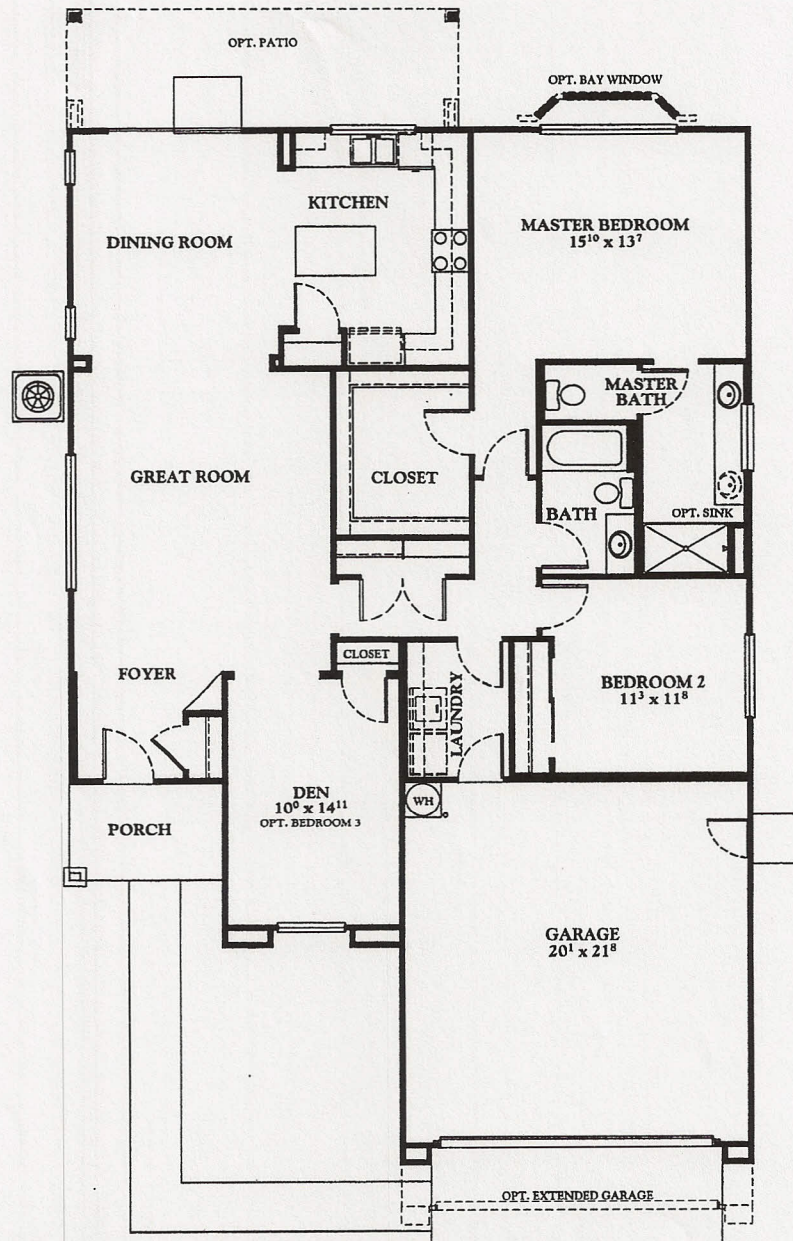 OPT. PATIO
OPT. BAY WINDOW
KITCHEN
DINING ROOM
MASTER BEDROOM
15¹⁰ x 13⁷
MASTER
BATH
GREAT ROOM
CLOSET
BATH
OPT. SINK
CLOSET
FOYER
LAUNDRY
BEDROOM 2
11³ x 11⁸
DEN
10⁰ x 14¹¹
OPT. BEDROOM 3
WH
PORCH
GARAGE
20¹ x 21⁸
OPT. EXTENDED GARAGE